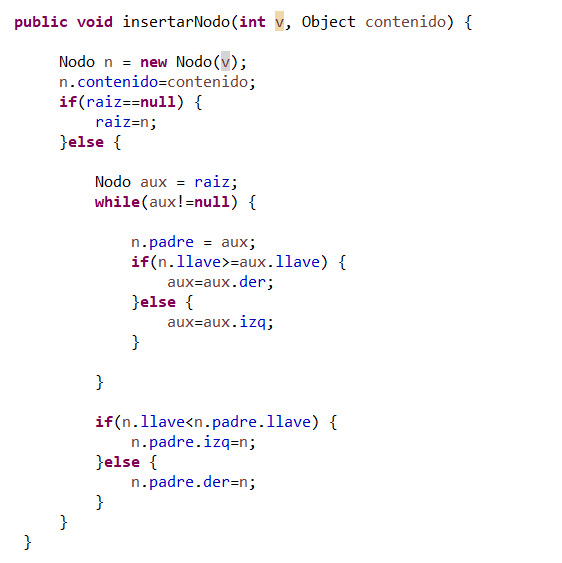 public void insertarNodo(int v, Object contenido) {
Nodo n = new Nodo(v);
n.contenido=contenido;
if(raiz==null) {
raiz=n;
}else {
Nodo aux = raiz;
while(aux!=null) {
n.padre = aux;
if(n.llave>=aux.llave) {
aux=aux.der;
}else {
aux=aux.izq;
}
}
if(n.llave<n.padre.llave) {
n.padre.izq=n;
}else {
n.padre.der=n;
}
}
}